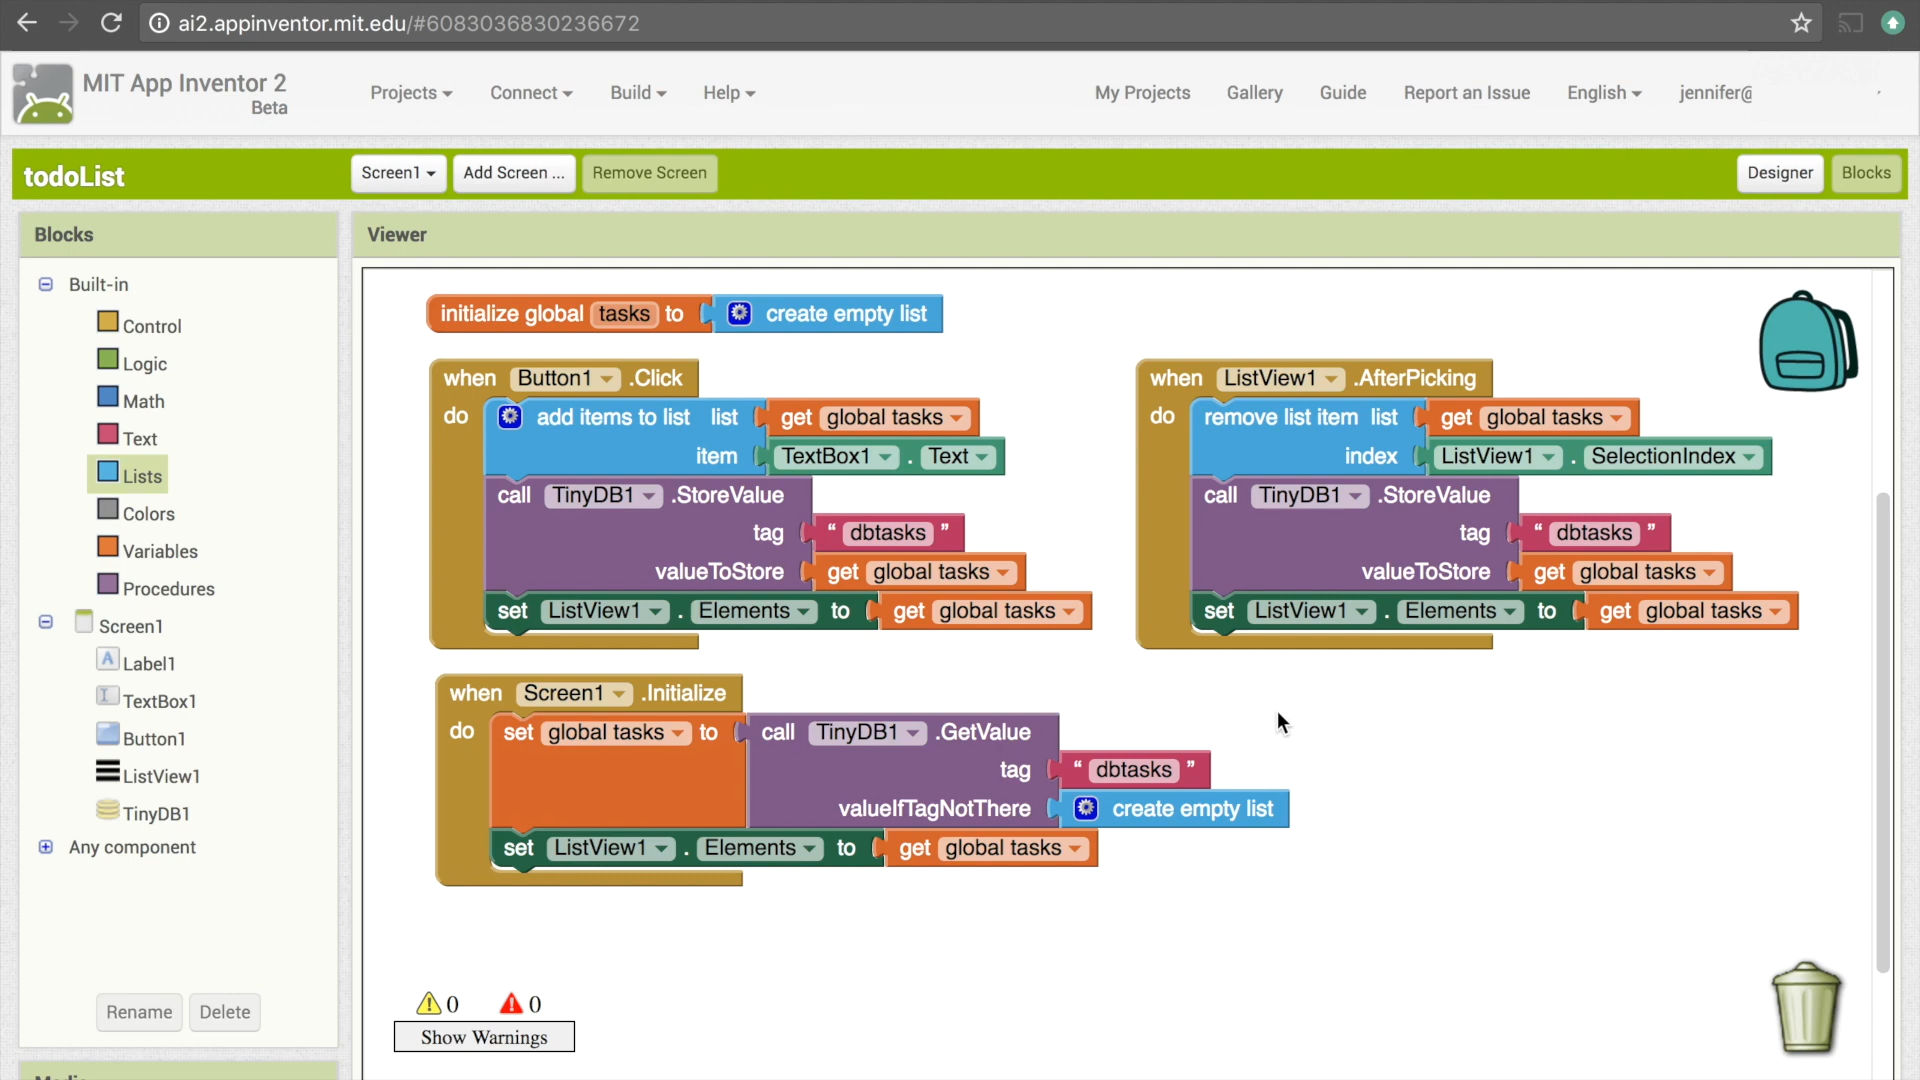 ai2.appinventor.mit.edu/#6083036830236672
MIT App Inventor 2
Beta
Projects Connect Build Help My Projects Gallery Guide Report an Issue English jennifer@
todoList Screen1 Add Screen ... Remove Screen Designer Blocks
Blocks
Built-in
Control
Logic
Math
Text
Lists
Colors
Variables
Procedures
Screen1
Label1
TextBox1
Button1
ListView1
TinyDB1
Any component
Rename Delete
Viewer
initialize global tasks to create empty list
when Button1 .Click
do add items to list list get global tasks
item TextBox1 . Text
call TinyDB1 .StoreValue
tag “ dbtasks ”
valueToStore get global tasks
set ListView1 . Elements to get global tasks
when ListView1 .AfterPicking
do remove list item list get global tasks
index ListView1 . SelectionIndex
call TinyDB1 .StoreValue
tag “ dbtasks ”
valueToStore get global tasks
set ListView1 . Elements to get global tasks
when Screen1 .Initialize
do set global tasks to call TinyDB1 .GetValue
tag “ dbtasks ”
valueIfTagNotThere create empty list
set ListView1 . Elements to get global tasks
0 0
Show Warnings